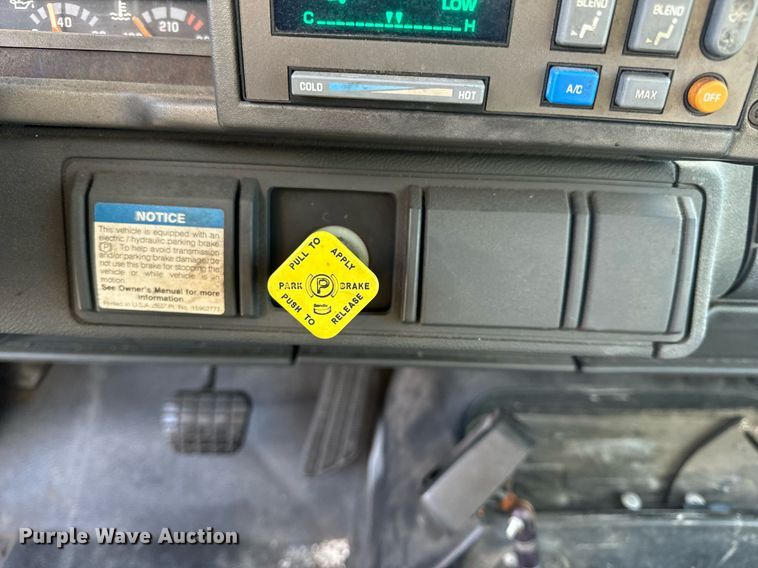 LOW
C
H
BLEND
BLEND
40
210
COLD
HOT
A/C
MAX
OFF
NOTICE
This vehicle is equipped with an
electric / hydraulic parking brake
(P). To help avoid transmission
and/or parking brake damage, do
not use this brake for stopping the
vehicle or while vehicle is in
motion.
See Owner's Manual for more
information.
Printed in U.S.A.
PULL TO APPLY
PARK P BRAKE
PUSH TO RELEASE
Purple Wave Auction